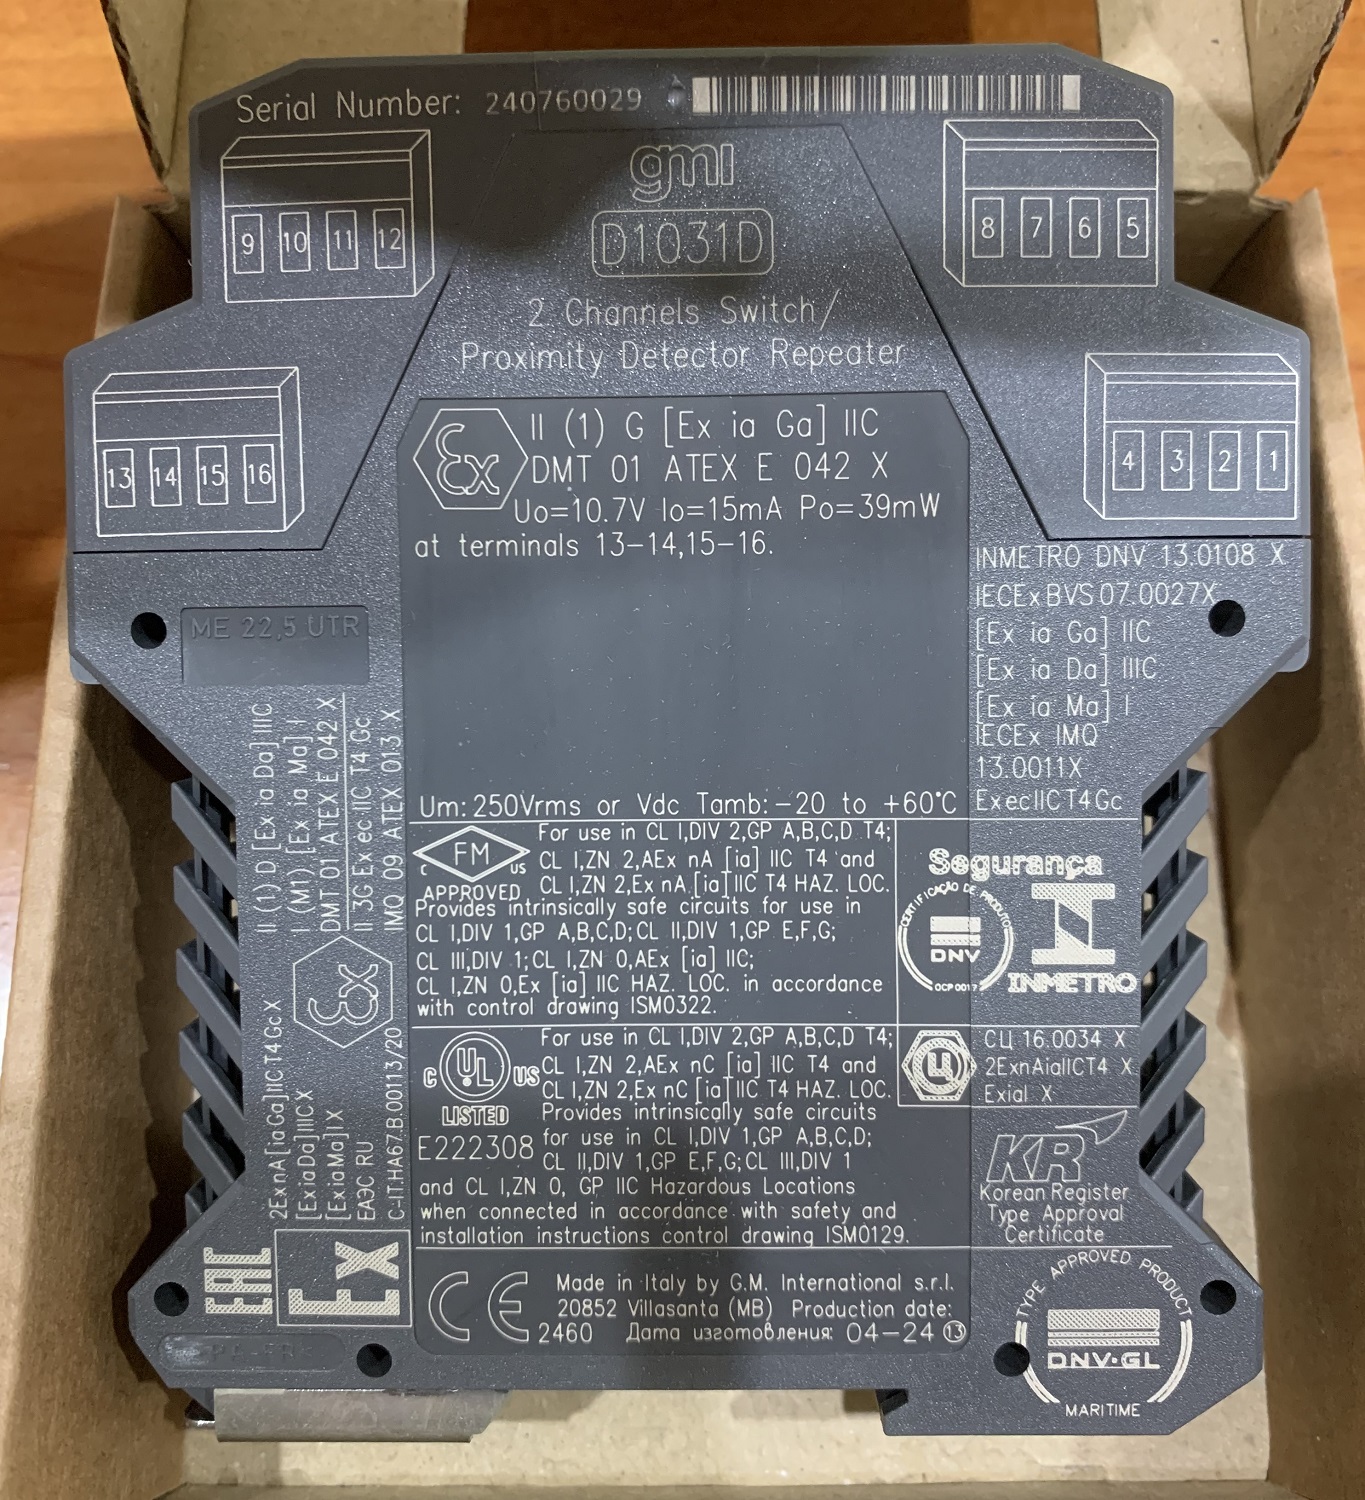 Serial Number: 240760029
gmi
D1031D
2 Channels Switch/
Proximity Detector Repeater
9 10 11 12
8 7 6 5
13 14 15 16
4 3 2 1
Ex II (1) G [Ex ia Ga] IIC
DMT 01 ATEX E 042 X
Uo=10.7V Io=15mA Po=39mW
at terminals 13-14,15-16.
Um: 250Vrms or Vdc Tamb: -20 to +60°C
INMETRO DNV 13.0108 X
IECEx BVS 07.0027X
[Ex ia Ga] IIC
[Ex ia Da] IIIC
[Ex ia Ma] I
IECEx IMQ
13.0011X
Ex ec IIC T4 Gc
ME 22,5 UTR
II (1) D [Ex ia Da] IIIC
I (M1) [Ex ia Ma] I
DMT 01 ATEX E 042 X
II 3G Ex ec IIC T4 Gc
IMQ 09 ATEX 013 X
Ex
2ExnA[iaGa]IICT4GcX
[ExiaDa]IIICX
[ExiaMa]IX
ЕАЭС RU
C-IT.HA67.B.00113/20
EAC
Ex
FM
C US
APPROVED
For use in CL I,DIV 2,GP A,B,C,D T4;
CL I,ZN 2,AEx nA [ia] IIC T4 and
CL I,ZN 2,Ex nA [ia] IIC T4 HAZ. LOC.
Provides intrinsically safe circuits for use in
CL I,DIV 1,GP A,B,C,D; CL II,DIV 1,GP E,F,G;
CL III,DIV 1; CL I,ZN 0,AEx [ia] IIC;
CL I,ZN 0,Ex [ia] IIC HAZ. LOC. in accordance
with control drawing ISM0322.
C UL US
LISTED
E222308
For use in CL I,DIV 2,GP A,B,C,D T4;
CL I,ZN 2,AEx nC [ia] IIC T4 and
CL I,ZN 2,Ex nC [ia] IIC T4 HAZ. LOC.
Provides intrinsically safe circuits
for use in CL I,DIV 1,GP A,B,C,D;
CL II,DIV 1,GP E,F,G; CL III,DIV 1
and CL I,ZN 0, GP IIC Hazardous Locations
when connected in accordance with safety and
installation instructions control drawing ISM0129.
Segurança
CERTIFICAÇÃO DE PRODUTO
DNV
OCP 0017
INMETRO
СЦ 16.0034 X
2ExnAiaIICT4 X
ExiaI X
KR
Korean Register
Type Approval
Certificate
CE
Made in Italy by G.M. International s.r.l.
20852 Villasanta (MB) Production date:
2460 Дата изготовления: 04-24 13
TYPE APPROVED PRODUCT
DNV·GL
MARITIME